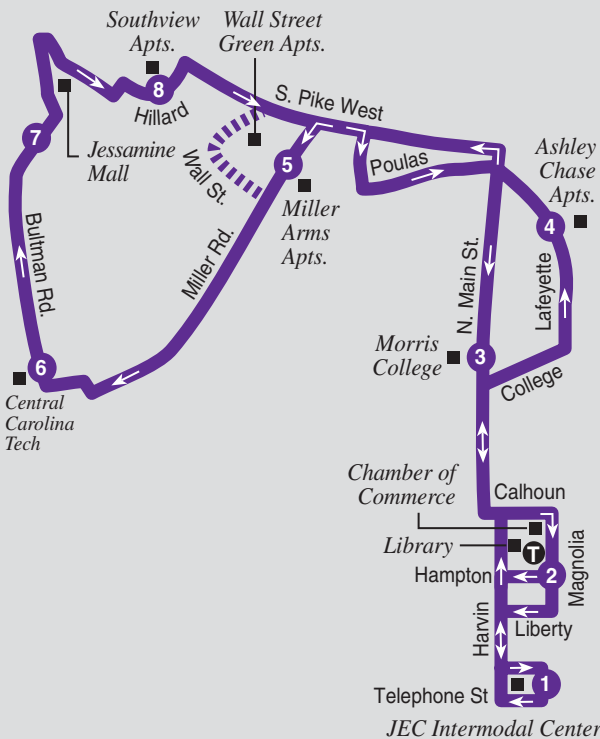 Southview
Apts.
Wall Street
Green Apts.
8
Hillard
S. Pike West
7
Jessamine
Mall
Wall St.
5
Poulas
Miller
Arms
Apts.
Ashley
Chase
Apts.
4
Bultman Rd.
Miller Rd.
N. Main St.
Lafeyette
6
Central
Carolina
Tech
Morris
College
3
College
Chamber of
Commerce
Calhoun
Library
T
Hampton
2
Magnolia
Harvin
Liberty
Telephone St
1
JEC Intermodal Center